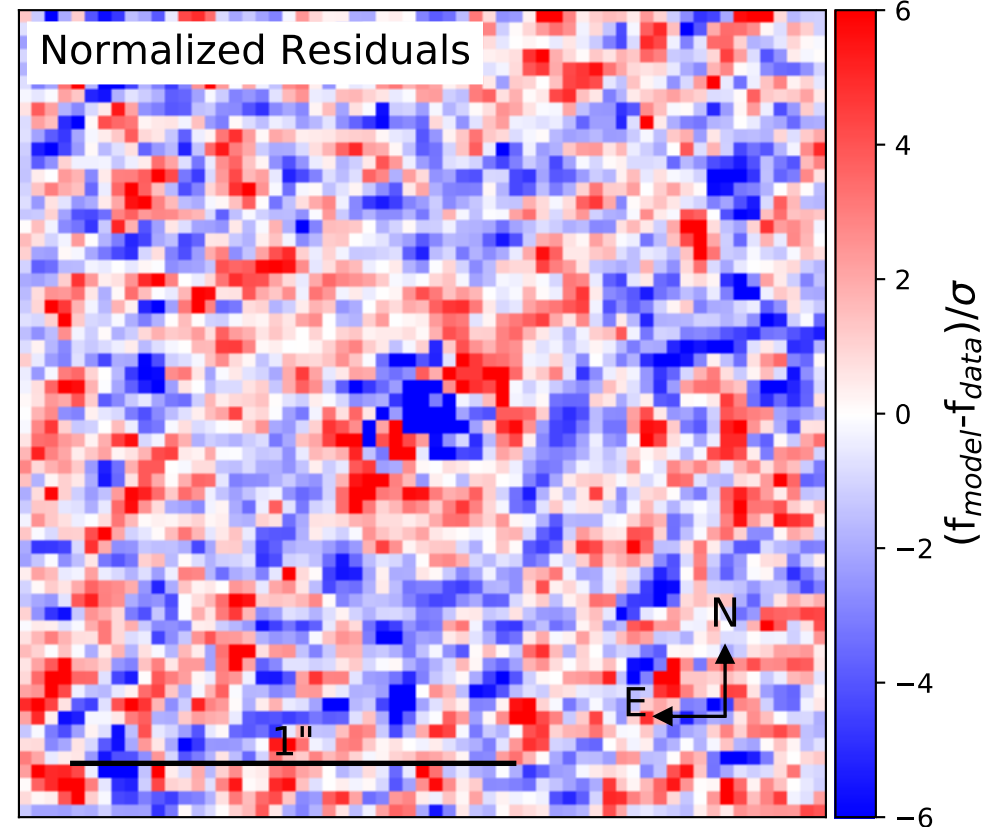 Normalized Residuals
6
4
2
0
−2
−4
−6
(f_model-f_data)/σ
N
E
1"